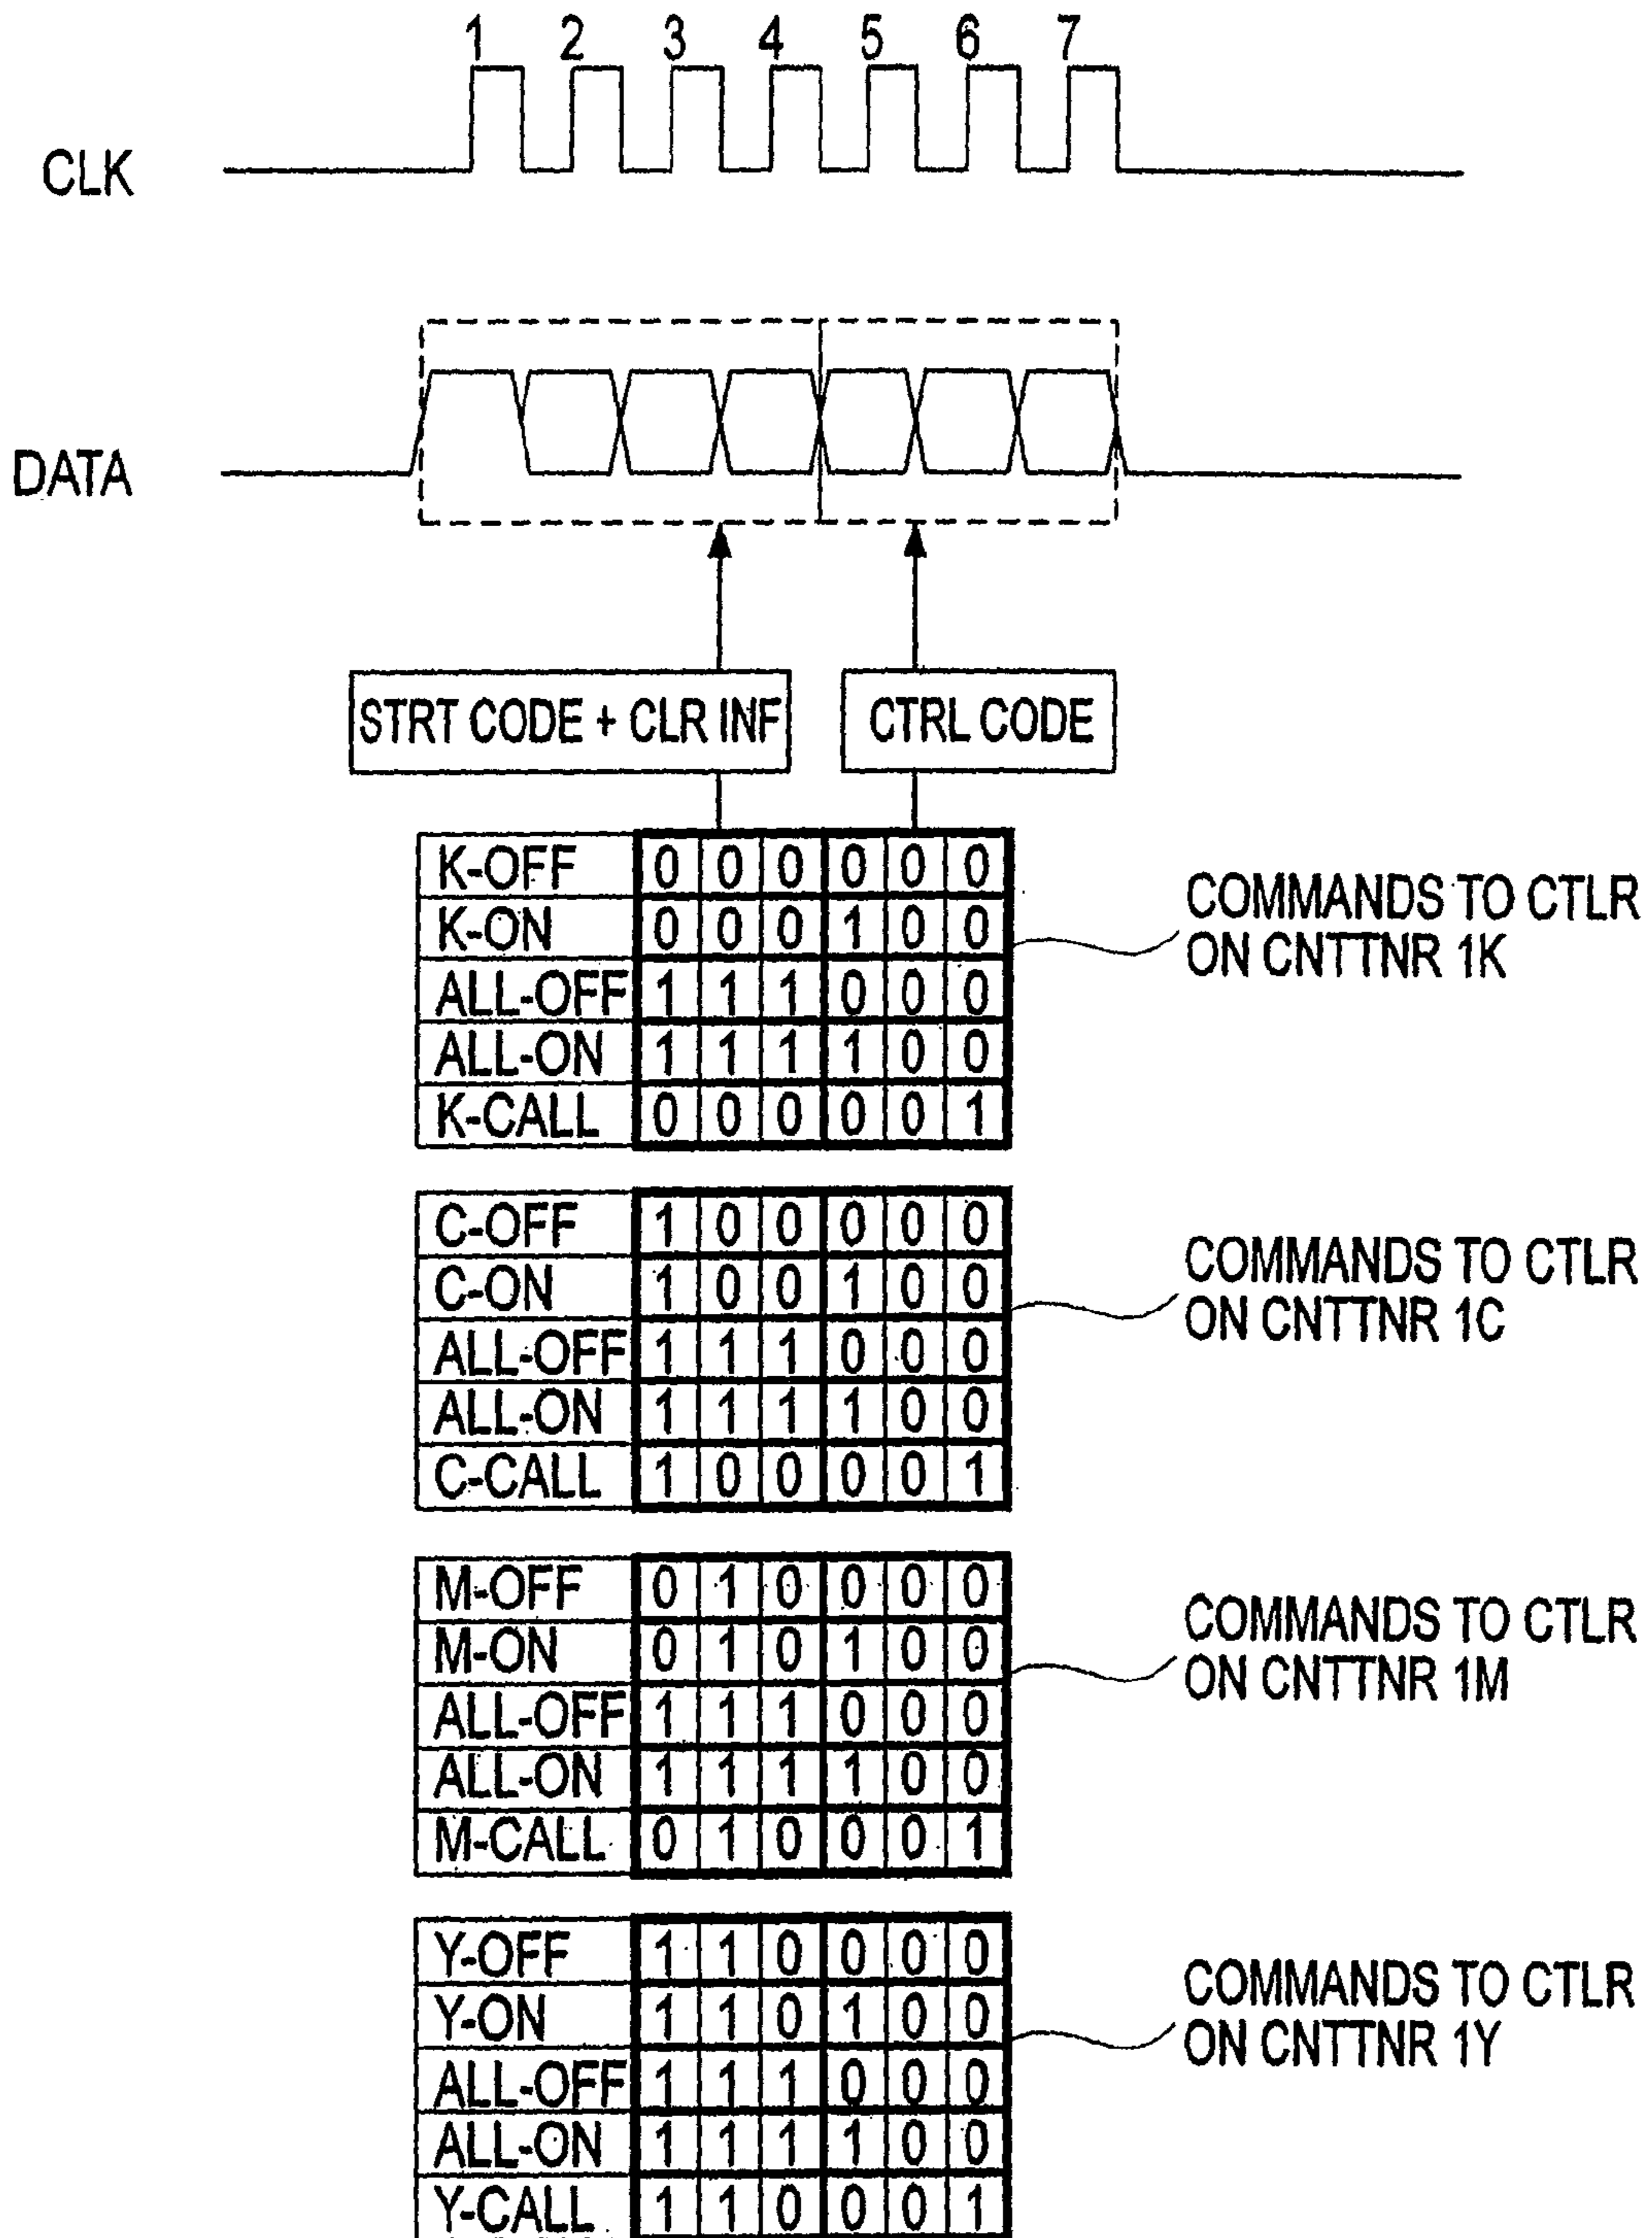 1 2 3 4 5 6 7
CLK
DATA
STRT CODE + CLR INF
CTRL CODE
K-OFF 0 0 0 0 0 0
K-ON 0 0 0 1 0 0
ALL-OFF 1 1 1 0 0 0
ALL-ON 1 1 1 1 0 0
K-CALL 0 0 0 0 0 1
COMMANDS TO CTLR
ON CNTTNR 1K
C-OFF 1 0 0 0 0 0
C-ON 1 0 0 1 0 0
ALL-OFF 1 1 1 0 0 0
ALL-ON 1 1 1 1 0 0
C-CALL 1 0 0 0 0 1
COMMANDS TO CTLR
ON CNTTNR 1C
M-OFF 0 1 0 0 0 0
M-ON 0 1 0 1 0 0
ALL-OFF 1 1 1 0 0 0
ALL-ON 1 1 1 1 0 0
M-CALL 0 1 0 0 0 1
COMMANDS TO CTLR
ON CNTTNR 1M
Y-OFF 1 1 0 0 0 0
Y-ON 1 1 0 1 0 0
ALL-OFF 1 1 1 0 0 0
ALL-ON 1 1 1 1 0 0
Y-CALL 1 1 0 0 0 1
COMMANDS TO CTLR
ON CNTTNR 1Y